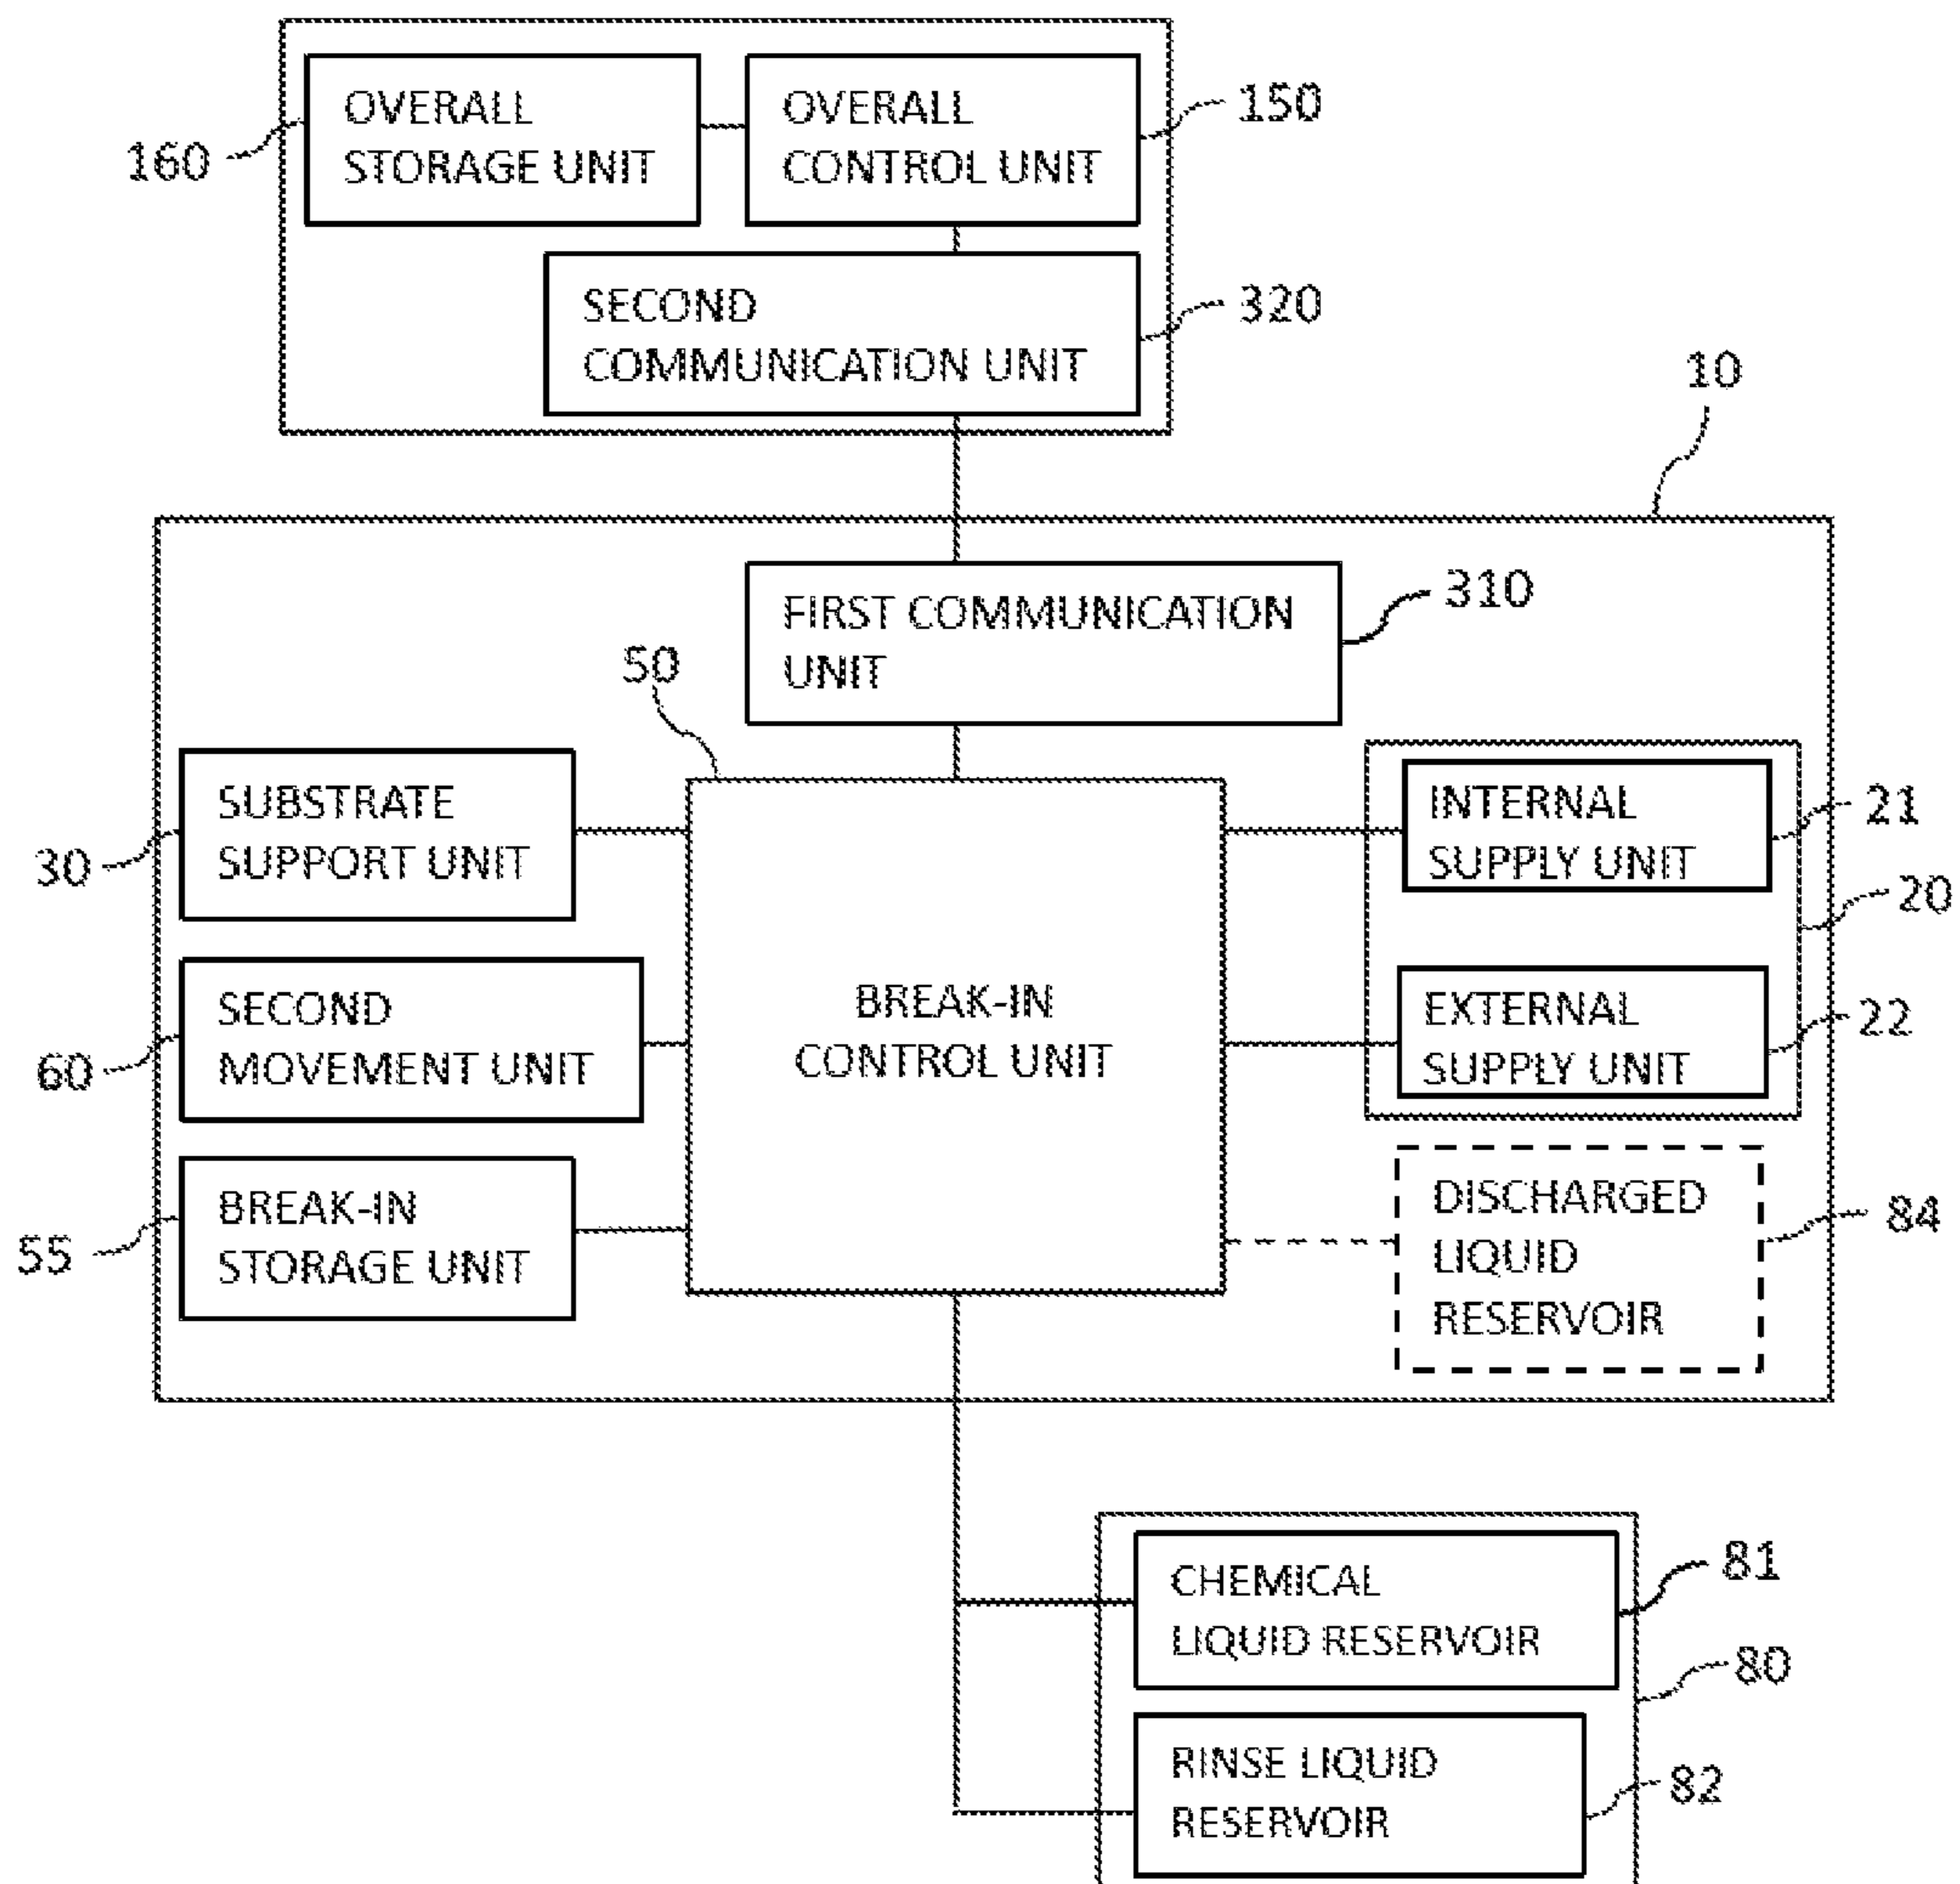 OVERALL
STORAGE UNIT
160
OVERALL
CONTROL UNIT
150
SECOND
COMMUNICATION UNIT
320
10
FIRST COMMUNICATION
UNIT
310
50
SUBSTRATE
SUPPORT UNIT
30
INTERNAL
SUPPLY UNIT
21
20
SECOND
MOVEMENT UNIT
60
BREAK-IN
CONTROL UNIT
EXTERNAL
SUPPLY UNIT
22
BREAK-IN
STORAGE UNIT
55
DISCHARGED
LIQUID
RESERVOIR
84
CHEMICAL
LIQUID RESERVOIR
81
80
RINSE LIQUID
RESERVOIR
82